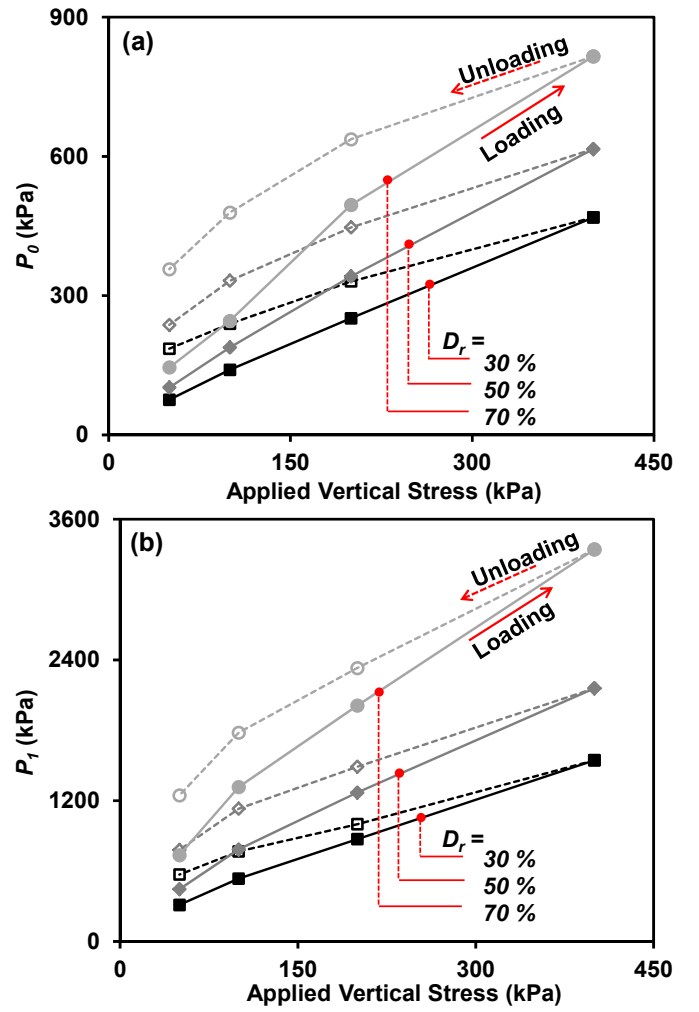 900
(a)
Unloading
Loading
600
P0 (kPa)
300
Dr =
30 %
50 %
70 %
0
0 150 300 450
Applied Vertical Stress (kPa)
3600
(b)
Unloading
Loading
2400
P1 (kPa)
1200
Dr =
30 %
50 %
70 %
0
0 150 300 450
Applied Vertical Stress (kPa)